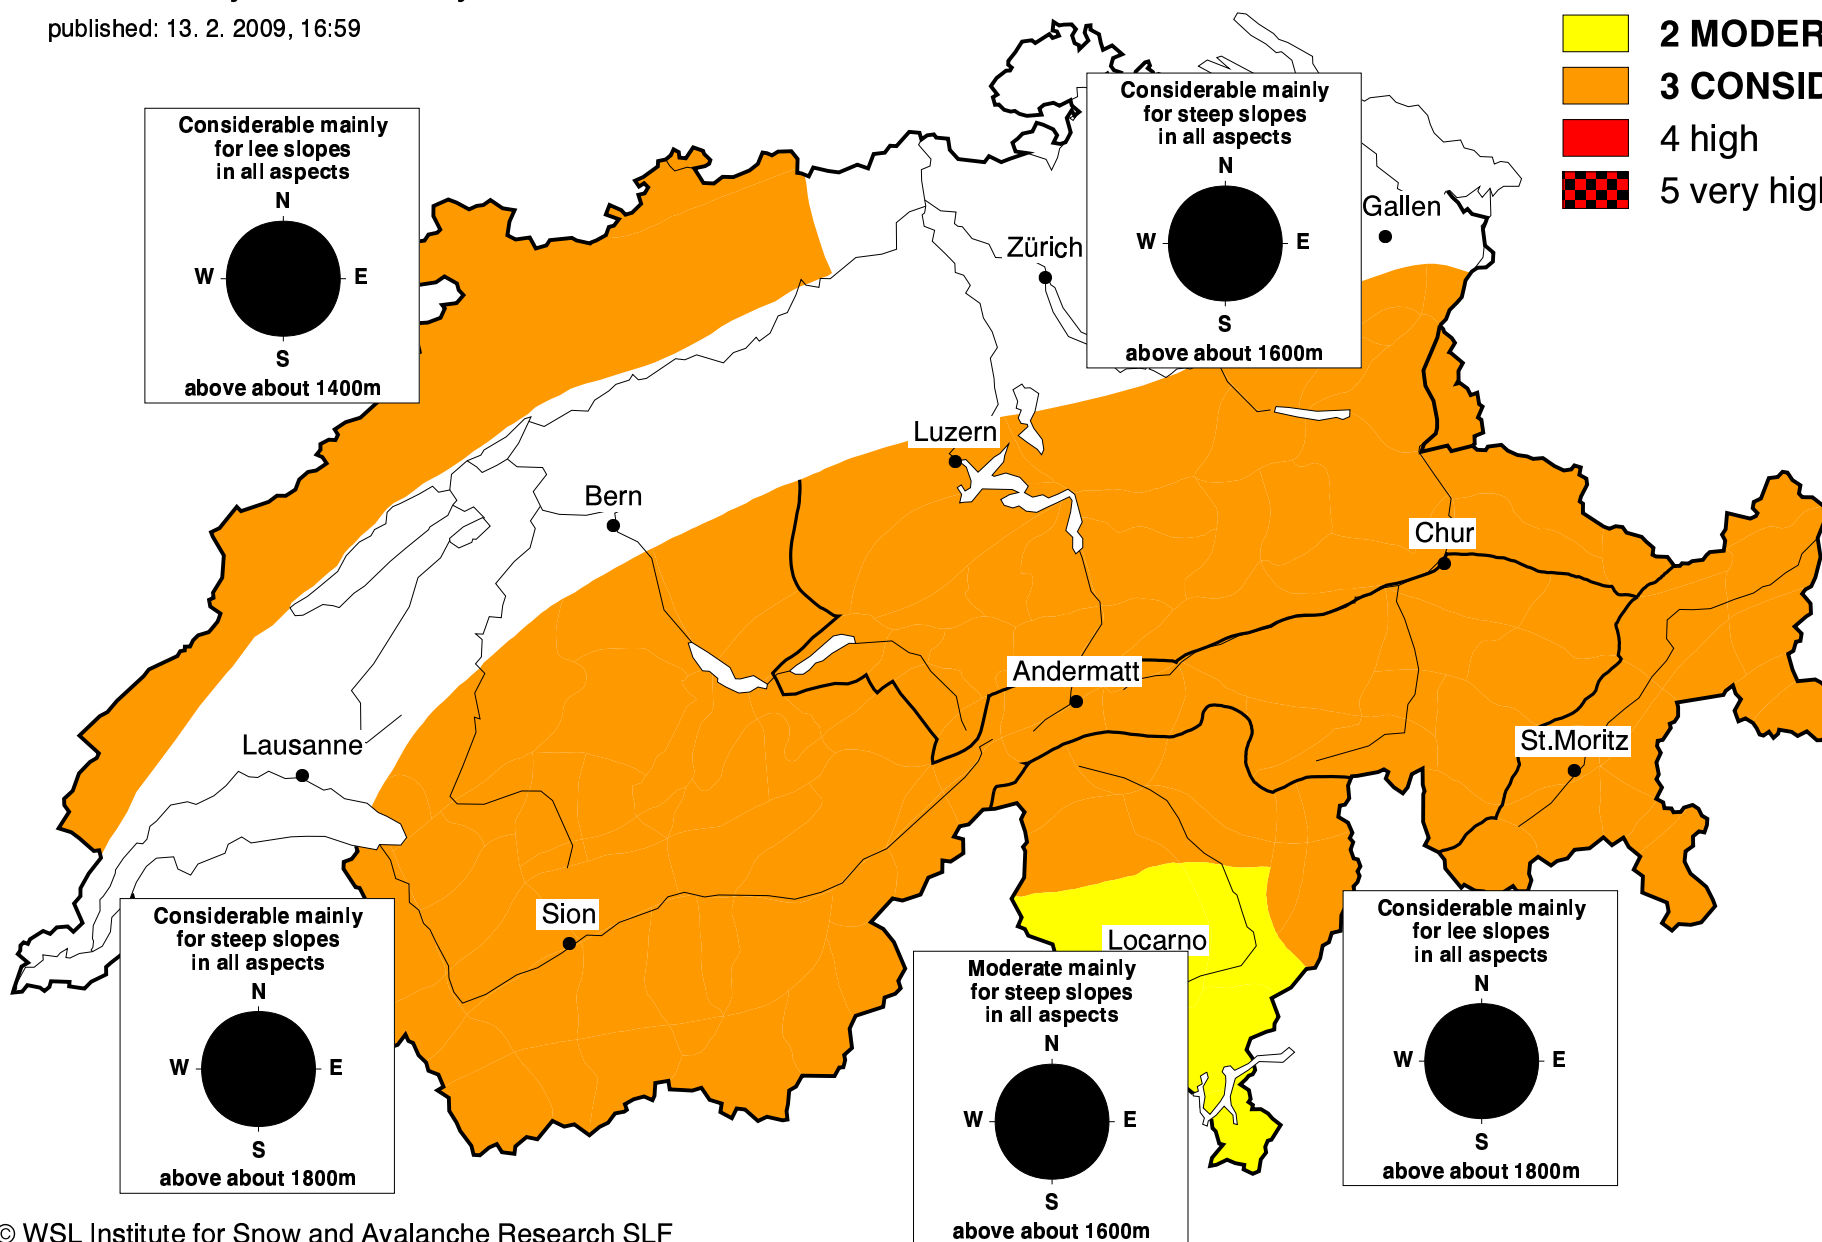 published: 13. 2. 2009, 16:59
2 MODER
3 CONSID
4 high
5 very hig
Considerable mainly
for lee slopes
in all aspects
N
W E
S
above about 1400m
Considerable mainly
for steep slopes
in all aspects
N
W E
S
above about 1600m
Gallen
Zürich
Luzern
Bern
Chur
Andermatt
St.Moritz
Lausanne
Sion
Locarno
Considerable mainly
for steep slopes
in all aspects
N
W E
S
above about 1800m
Moderate mainly
for steep slopes
in all aspects
N
W E
S
above about 1600m
Considerable mainly
for lee slopes
in all aspects
N
W E
S
above about 1800m
© WSL Institute for Snow and Avalanche Research SLF